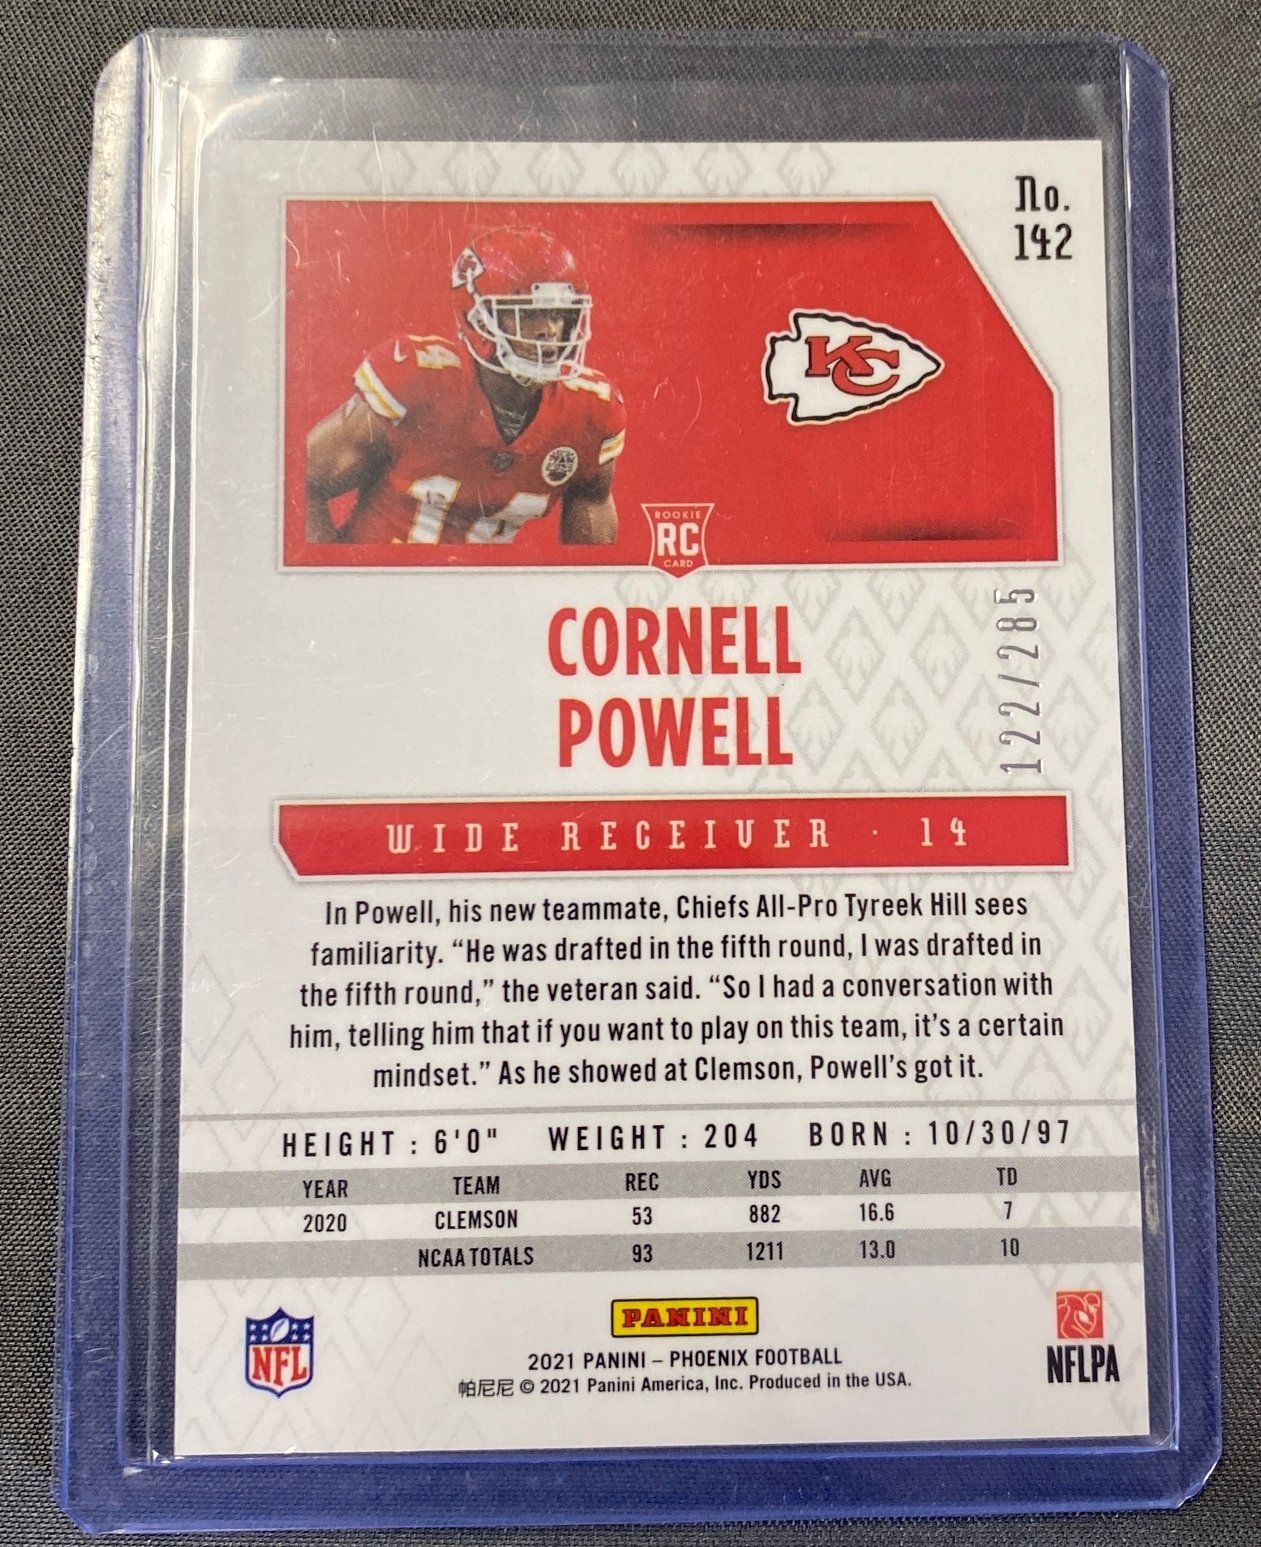 No.
142
KC
14
14
14
ROOKIE
RC
CARD
CORNELL
POWELL
122/285
WIDE RECEIVER · 14
In Powell, his new teammate, Chiefs All-Pro Tyreek Hill sees
familiarity. “He was drafted in the fifth round, I was drafted in
the fifth round,” the veteran said. “So I had a conversation with
him, telling him that if you want to play on this team, it’s a certain
mindset.” As he showed at Clemson, Powell’s got it.
HEIGHT : 6'0" WEIGHT : 204 BORN : 10/30/97
YEAR TEAM REC YDS AVG TD
2020 CLEMSON 53 882 16.6 7
NCAA TOTALS 93 1211 13.0 10
NFL
PANINI
NFLPA
2021 PANINI – PHOENIX FOOTBALL
帕尼尼 © 2021 Panini America, Inc. Produced in the USA.